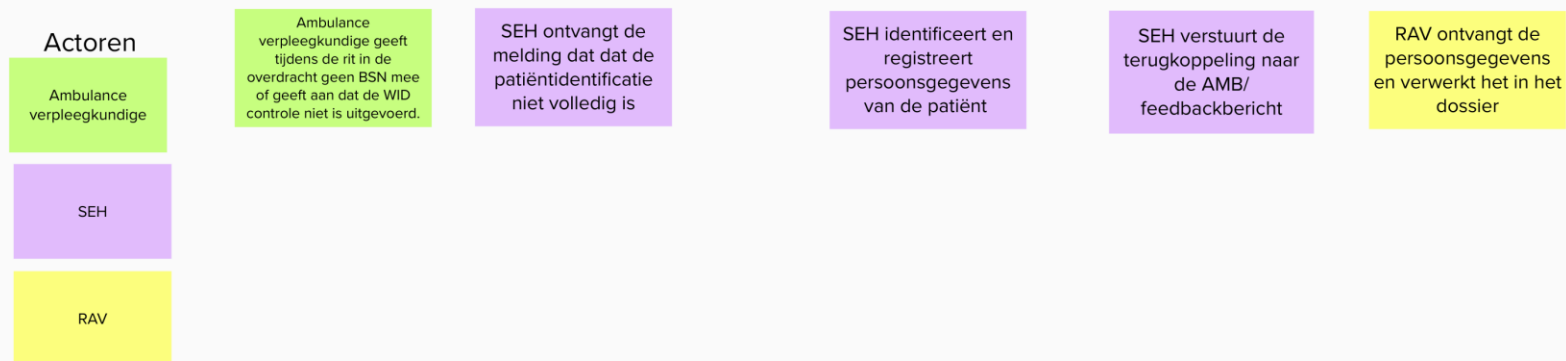 Actoren
Ambulance
verpleegkundige
SEH
RAV
Ambulance
verpleegkundige geeft
tijdens de rit in de
overdracht geen BSN mee
of geeft aan dat de WID
controle niet is uitgevoerd.
SEH ontvangt de
melding dat dat de
patiëntidentificatie
niet volledig is
SEH identificeert en
registreert
persoonsgegevens
van de patiënt
SEH verstuurt de
terugkoppeling naar
de AMB/
feedbackbericht
RAV ontvangt de
persoonsgegevens
en verwerkt het in het
dossier